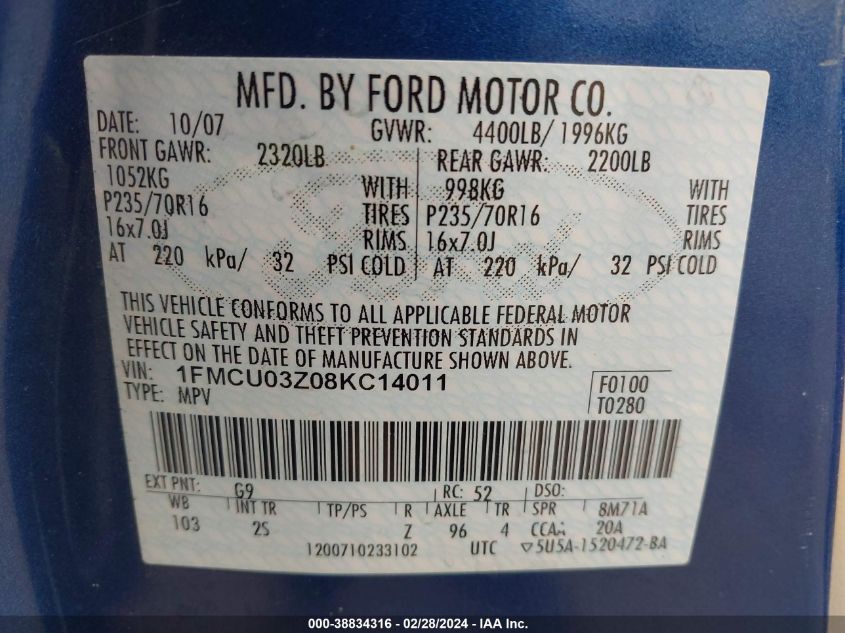 MFD. BY FORD MOTOR CO.
DATE: 10/07 GVWR: 4400LB/ 1996KG
FRONT GAWR: 2320LB REAR GAWR: 2200LB
1052KG WITH 998KG WITH
P235/70R16 TIRES P235/70R16 TIRES
16x7.0J RIMS 16x7.0J RIMS
AT 220 kPa/ 32 PSI COLD AT 220 kPa/ 32 PSI COLD
THIS VEHICLE CONFORMS TO ALL APPLICABLE FEDERAL MOTOR
VEHICLE SAFETY AND THEFT PREVENTION STANDARDS IN
EFFECT ON THE DATE OF MANUFACTURE SHOWN ABOVE.
VIN: 1FMCU03Z08KC14011 F0100
TYPE: MPV T0280
EXT PNT: G9 RC: 52 DSO:
WB INT TR TP/PS R AXLE TR SPR 8M71A
103 2S Z 96 4 CCAA 20A
1200710233102 UTC ▽5U5A-1520472-BA
000-38834316 - 02/28/2024 - IAA Inc.